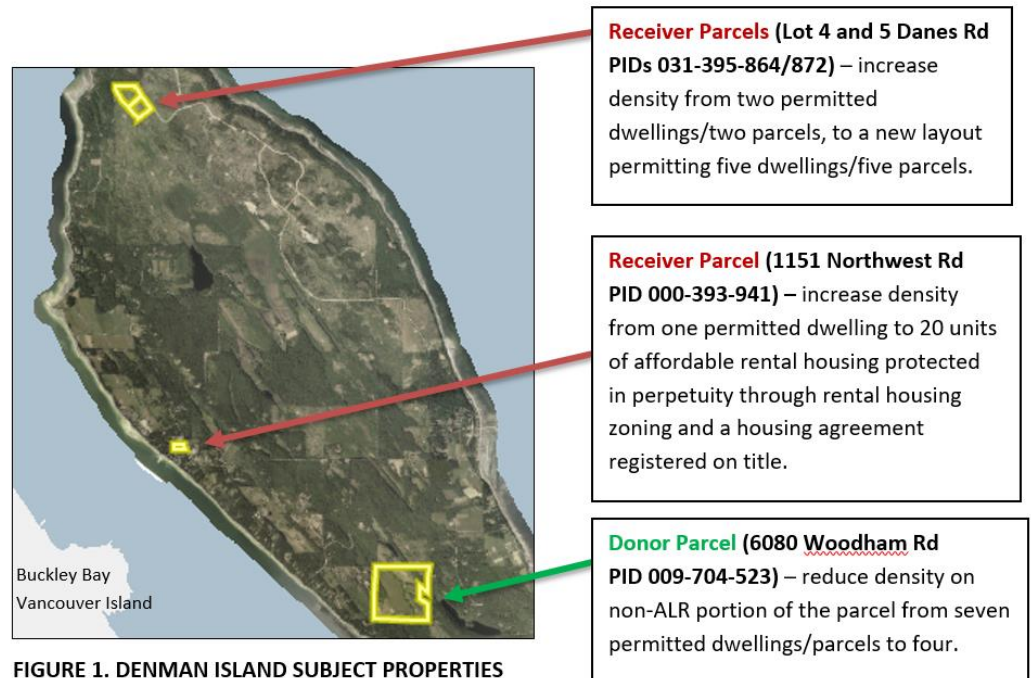 Receiver Parcels (Lot 4 and 5 Danes Rd
PIDs 031-395-864/872) – increase
density from two permitted
dwellings/two parcels, to a new layout
permitting five dwellings/five parcels.
Receiver Parcel (1151 Northwest Rd
PID 000-393-941) – increase density
from one permitted dwelling to 20 units
of affordable rental housing protected
in perpetuity through rental housing
zoning and a housing agreement
registered on title.
Donor Parcel (6080 Woodham Rd
PID 009-704-523) – reduce density on
non-ALR portion of the parcel from seven
permitted dwellings/parcels to four.
Buckley Bay
Vancouver Island
FIGURE 1. DENMAN ISLAND SUBJECT PROPERTIES